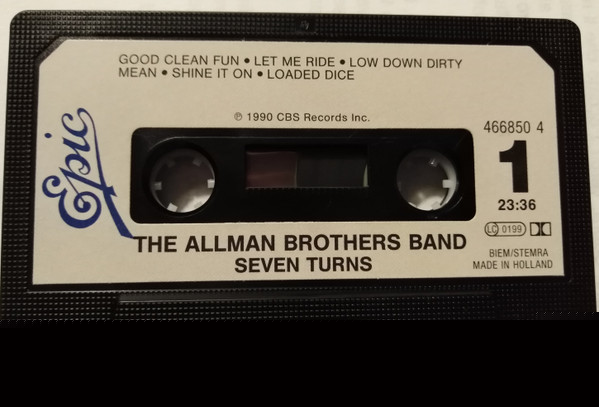 GOOD CLEAN FUN • LET ME RIDE • LOW DOWN DIRTY
MEAN • SHINE IT ON • LOADED DICE
℗ 1990 CBS Records Inc.
Epic
466850 4
1
23:36
LC 0199
THE ALLMAN BROTHERS BAND
SEVEN TURNS
BIEM/STEMRA
MADE IN HOLLAND